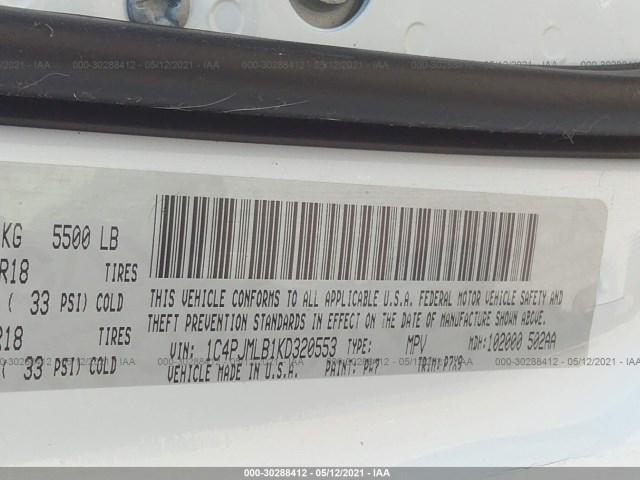 000-30288412 - 05/12/2021 - IAA
KG 5500 LB
R18 TIRES
( 33 PSI) COLD
R18 TIRES
( 33 PSI) COLD
THIS VEHICLE CONFORMS TO ALL APPLICABLE U.S.A. FEDERAL MOTOR VEHICLE SAFETY AND
THEFT PREVENTION STANDARDS IN EFFECT ON THE DATE OF MANUFACTURE SHOWN ABOVE.
VIN: 1C4PJMLB1KD320553 TYPE: MPV MDH: 102000 502AA
VEHICLE MADE IN U.S.A. PAINT: PW7 TRIM: P7X9
000-30288412 - 05/12/2021 - IAA